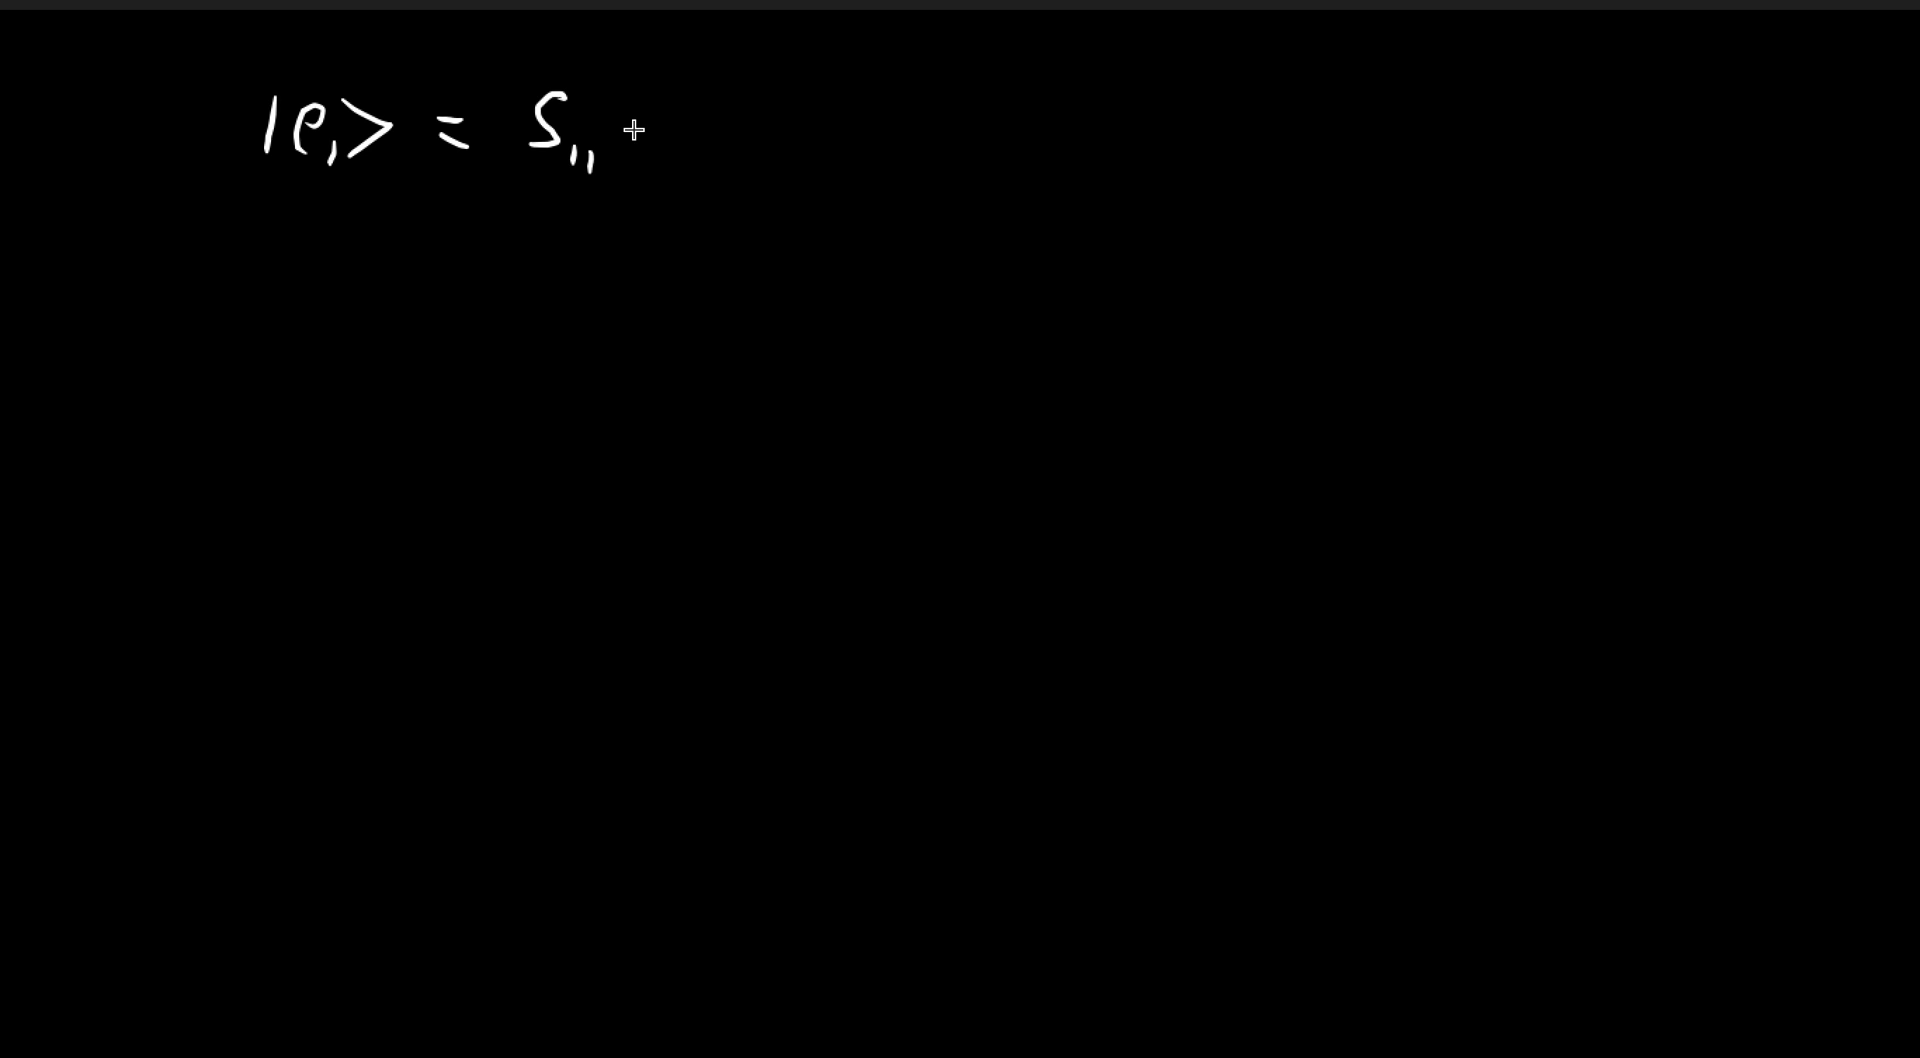 |e₁> = S₁₁